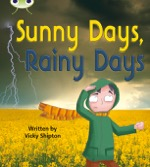 Sunny Days,
Rainy Days
Written by
Vicky Shipton